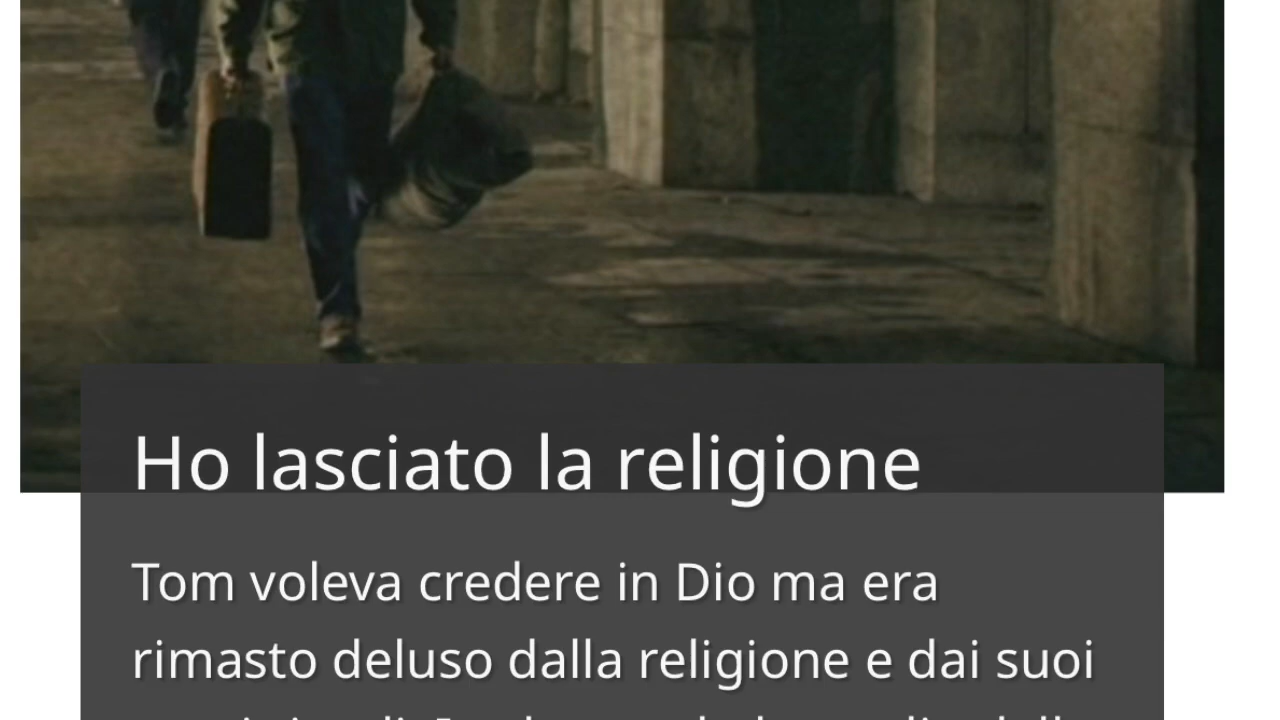 Ho lasciato la religione
Tom voleva credere in Dio ma era
rimasto deluso dalla religione e dai suoi